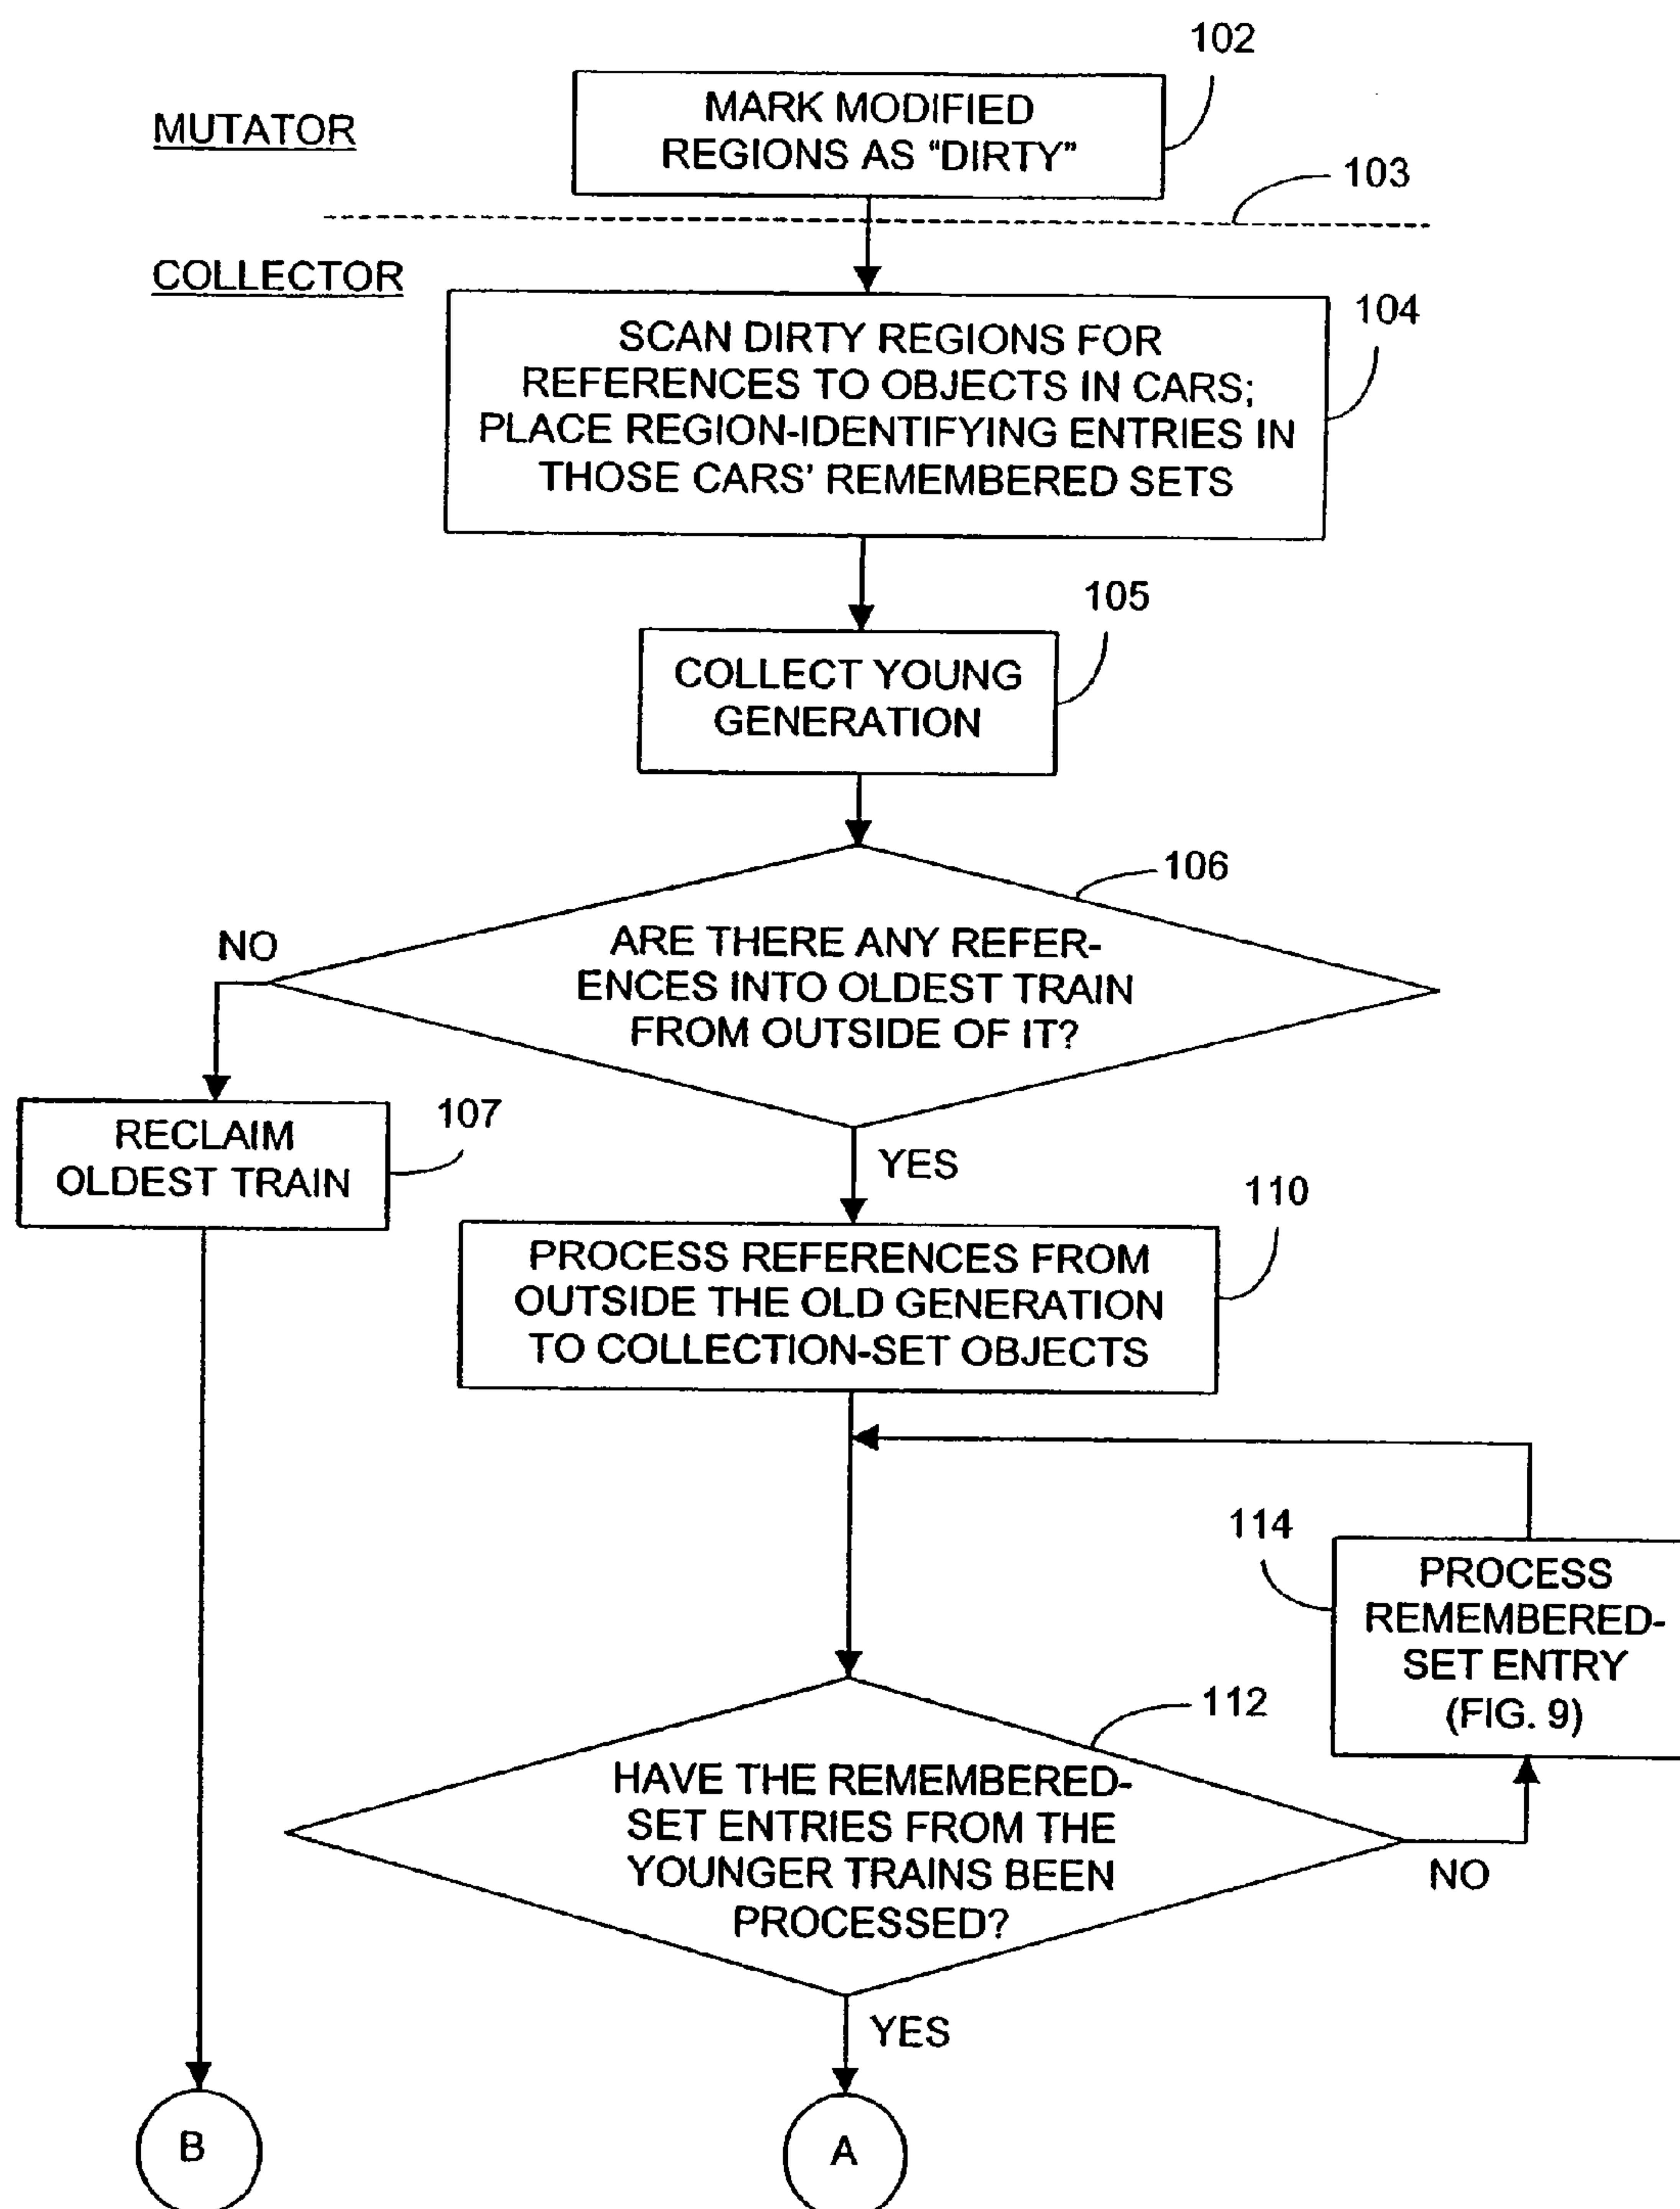 102
MARK MODIFIED
REGIONS AS "DIRTY"
MUTATOR
103
COLLECTOR
104
SCAN DIRTY REGIONS FOR
REFERENCES TO OBJECTS IN CARS;
PLACE REGION-IDENTIFYING ENTRIES IN
THOSE CARS' REMEMBERED SETS
105
COLLECT YOUNG
GENERATION
106
NO
ARE THERE ANY REFER-
ENCES INTO OLDEST TRAIN
FROM OUTSIDE OF IT?
107
RECLAIM
OLDEST TRAIN
YES
110
PROCESS REFERENCES FROM
OUTSIDE THE OLD GENERATION
TO COLLECTION-SET OBJECTS
114
PROCESS
REMEMBERED-
SET ENTRY
(FIG. 9)
112
HAVE THE REMEMBERED-
SET ENTRIES FROM THE
YOUNGER TRAINS BEEN
PROCESSED?
NO
YES
B
A